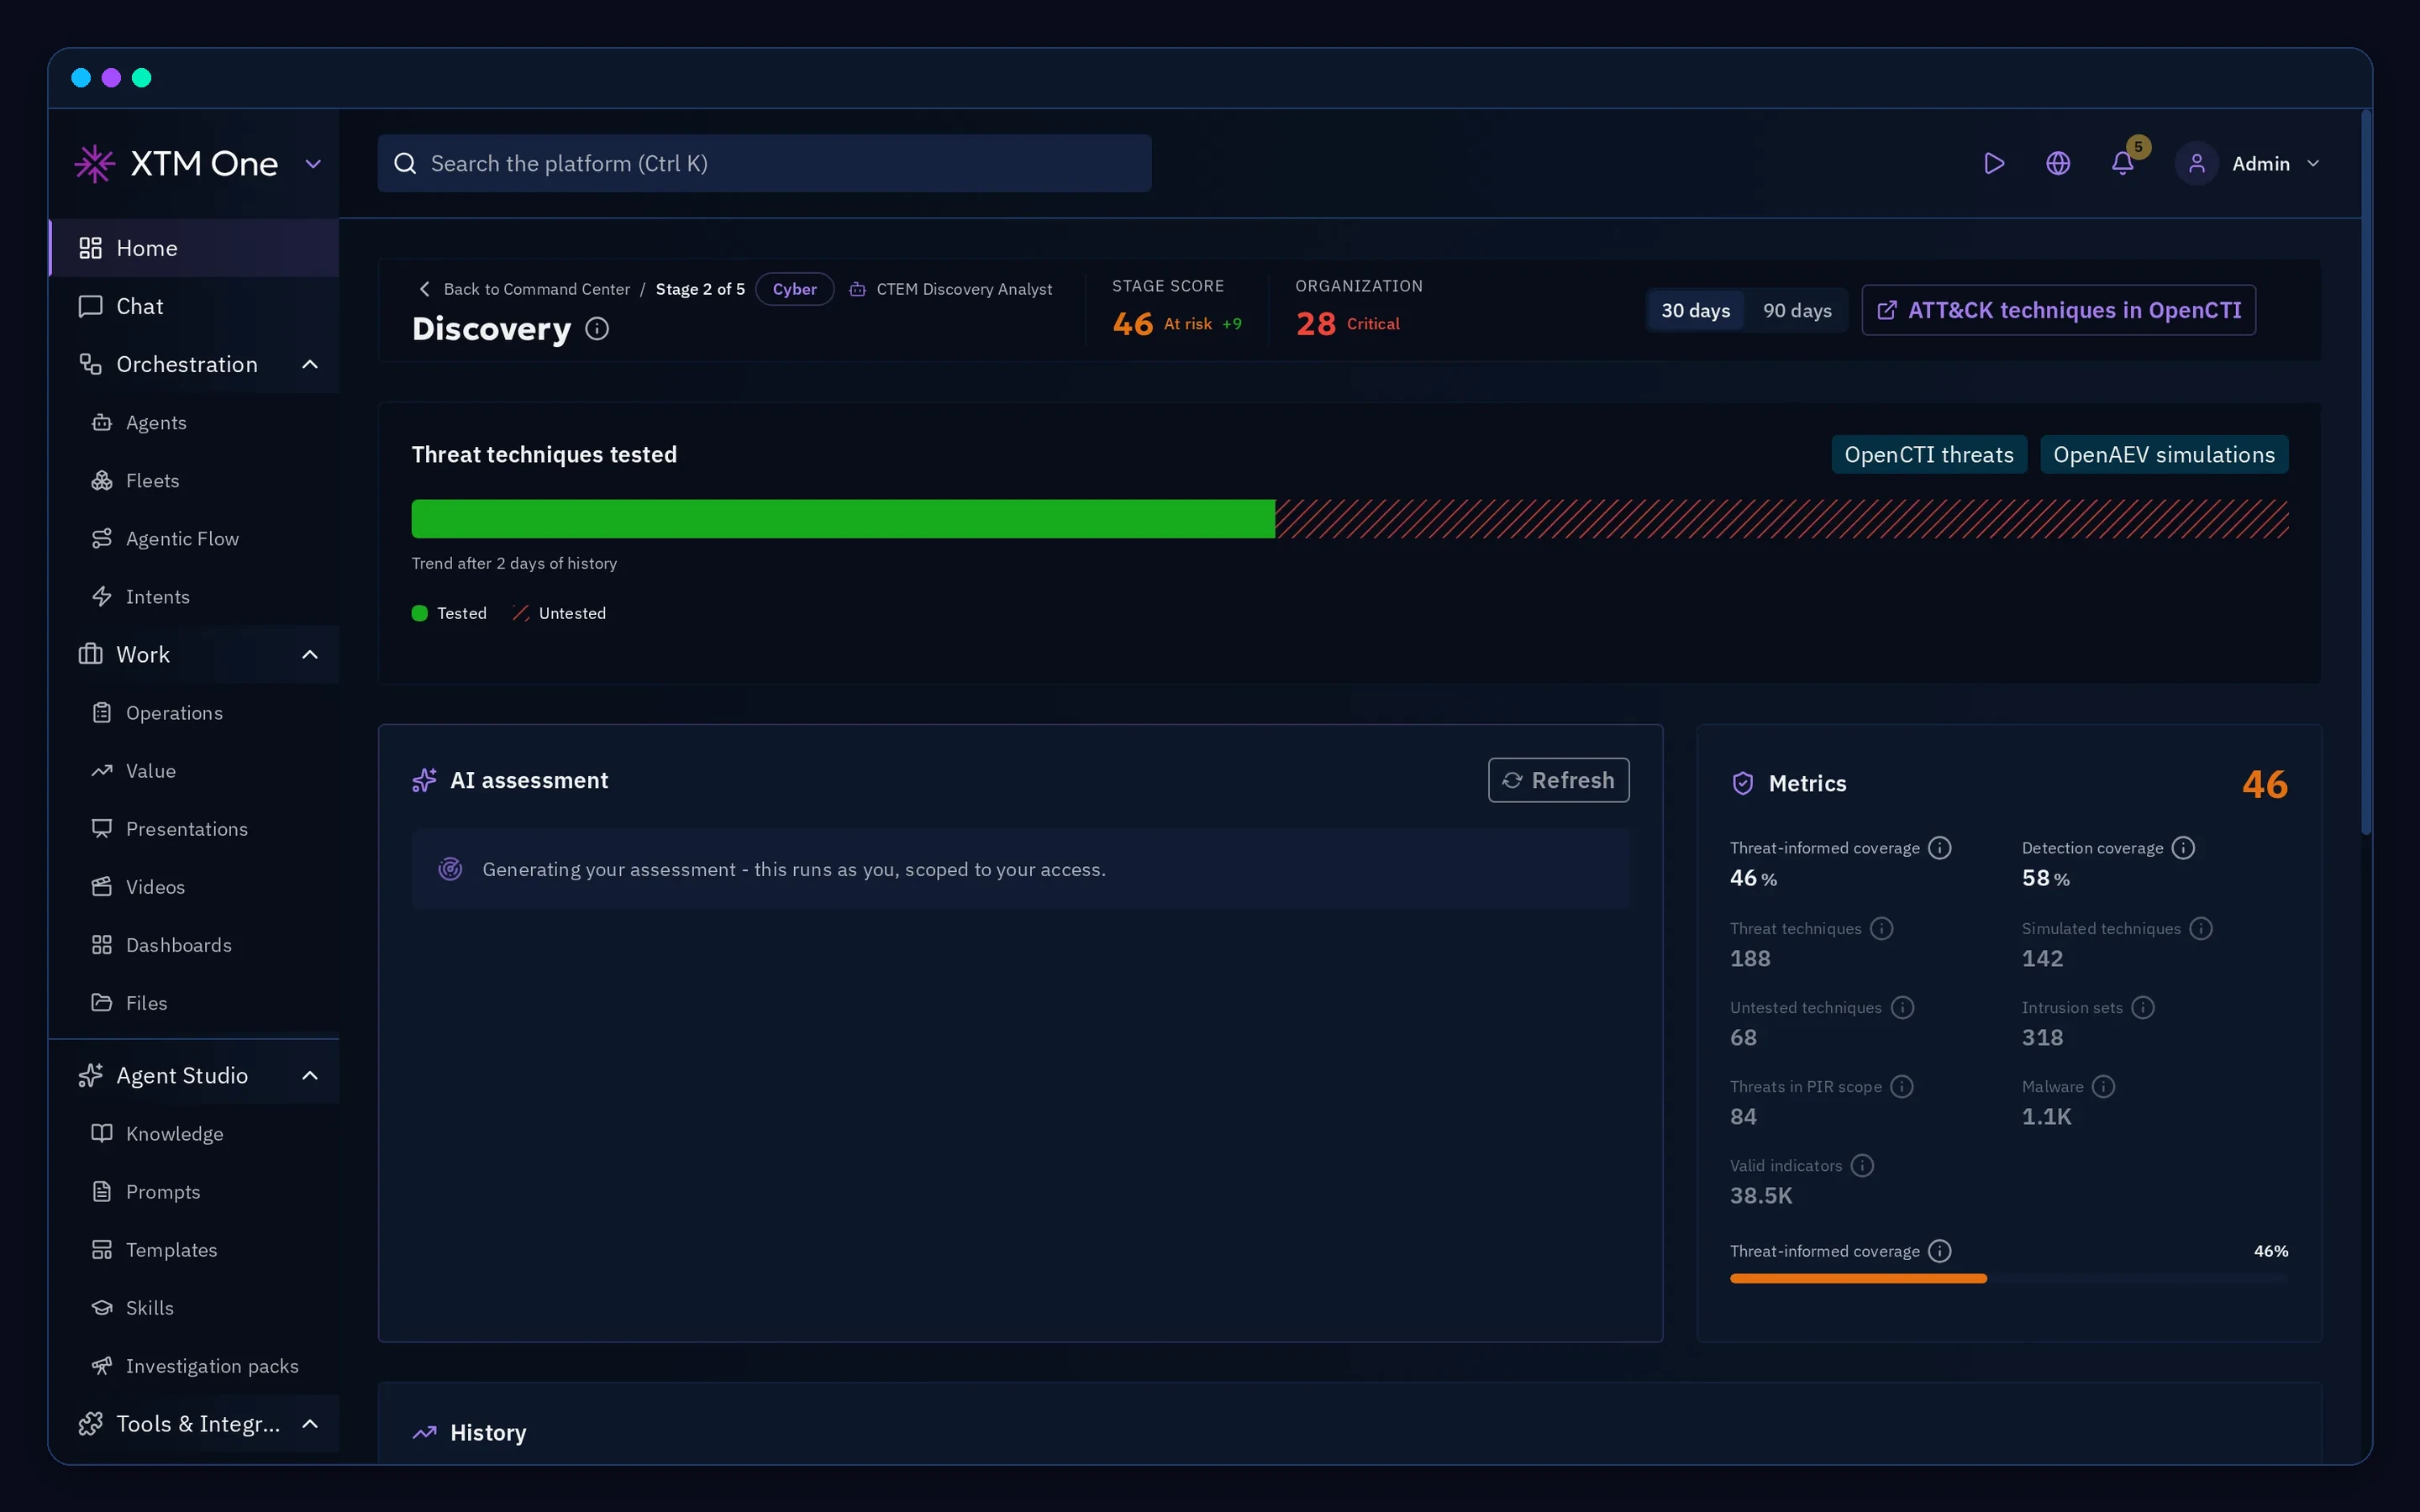 XTM One
Search the platform (Ctrl K)
5
Admin
Home
Chat
Orchestration
Agents
Fleets
Agentic Flow
Intents
Work
Operations
Value
Presentations
Videos
Dashboards
Files
Agent Studio
Knowledge
Prompts
Templates
Skills
Investigation packs
Tools & Integr...
Back to Command Center / Stage 2 of 5 Cyber CTEM Discovery Analyst
Discovery
STAGE SCORE
46 At risk +9
ORGANIZATION
28 Critical
30 days 90 days
ATT&CK techniques in OpenCTI
Threat techniques tested
OpenCTI threats OpenAEV simulations
Trend after 2 days of history
Tested Untested
AI assessment
Refresh
Generating your assessment - this runs as you, scoped to your access.
Metrics 46
Threat-informed coverage Detection coverage
46 % 58 %
Threat techniques Simulated techniques
188 142
Untested techniques Intrusion sets
68 318
Threats in PIR scope Malware
84 1.1K
Valid indicators
38.5K
Threat-informed coverage 46%
History